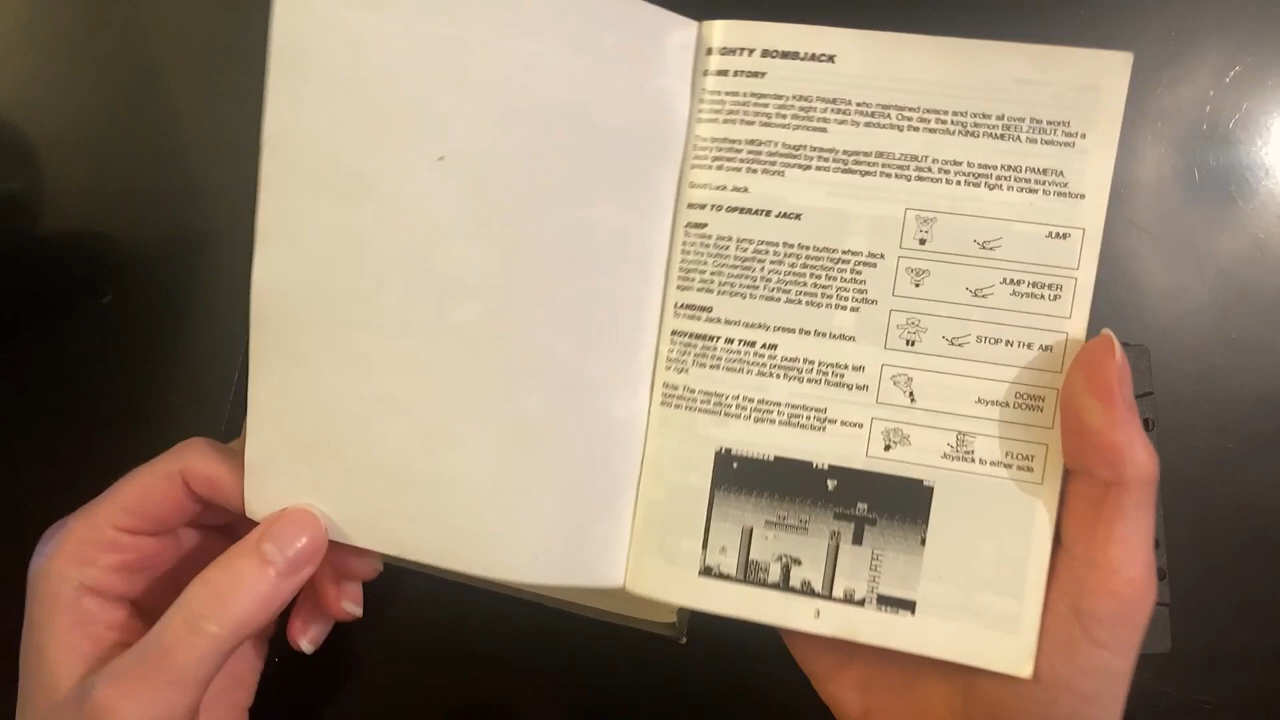 MIGHTY BOMBJACK
GAME STORY
There was a legendary KING PAMERA who maintained peace and order all over the world.
Nobody could ever catch sight of KING PAMERA. One day the king demon BEELZEBUT, had a
wicked plot to bring the World into ruin by abducting the merciful KING PAMERA, his beloved
queen, and their beloved princess.
The brothers MIGHTY fought bravely against BEELZEBUT in order to save KING PAMERA.
Every brother was defeated by the king demon except Jack, the youngest and lone survivor.
Jack gained additional courage and challenged the king demon to a final fight, in order to restore
peace all over the World.
Good Luck Jack.
HOW TO OPERATE JACK
JUMP
To make Jack jump press the fire button when Jack
is on the floor. For Jack to jump even higher press
the fire button together with up direction on the
Joystick. Conversely, if you press the fire button
together with pushing the Joystick down you can
make Jack jump lower. Further, press the fire button
again while jumping to make Jack stop in the air.
LANDING
To make Jack land quickly, press the fire button.
MOVEMENT IN THE AIR
To make Jack move in the air, push the joystick left
or right with the continuous pressing of the fire
button. This will result in Jack's flying and floating left
or right.
Note: The mastery of the above-mentioned
operations will allow the player to gain a higher score
and an increased level of game satisfaction!
JUMP
JUMP HIGHER
Joystick UP
STOP IN THE AIR
DOWN
Joystick DOWN
FLOAT
Joystick to either side
3